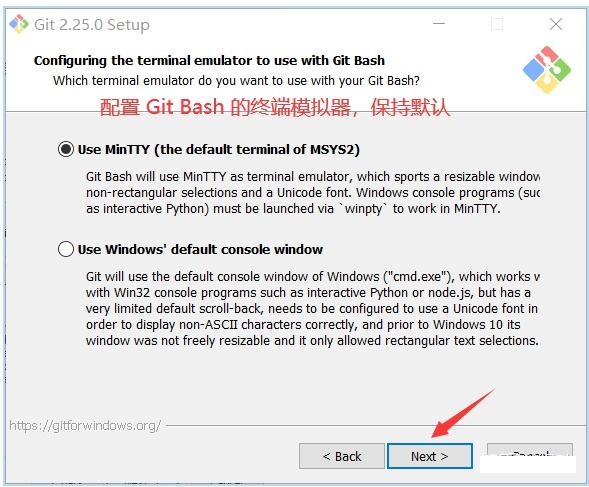 Git 2.25.0 Setup
Configuring the terminal emulator to use with Git Bash
Which terminal emulator do you want to use with your Git Bash?
配置 Git Bash 的终端模拟器，保持默认
Use MinTTY (the default terminal of MSYS2)
Git Bash will use MinTTY as terminal emulator, which sports a resizable window
non-rectangular selections and a Unicode font. Windows console programs (suc
as interactive Python) must be launched via `winpty` to work in MinTTY.
Use Windows' default console window
Git will use the default console window of Windows ("cmd.exe"), which works w
with Win32 console programs such as interactive Python or node.js, but has a
very limited default scroll-back, needs to be configured to use a Unicode font in
order to display non-ASCII characters correctly, and prior to Windows 10 its
window was not freely resizable and it only allowed rectangular text selections.
https://gitforwindows.org/
< Back
Next >